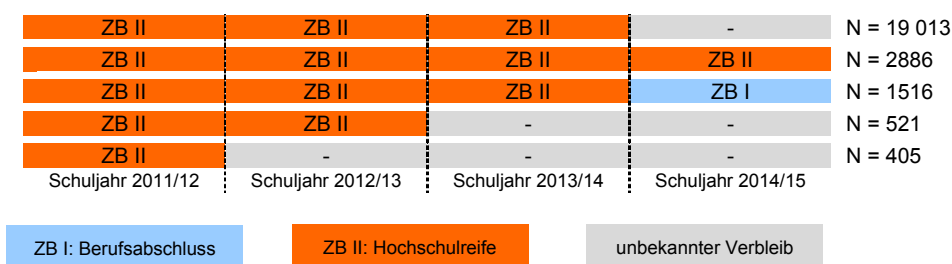 ZB II ZB II ZB II - N = 19 013
ZB II ZB II ZB II ZB II N = 2886
ZB II ZB II ZB II ZB I N = 1516
ZB II ZB II - - N = 521
ZB II - - - N = 405
Schuljahr 2011/12 Schuljahr 2012/13 Schuljahr 2013/14 Schuljahr 2014/15
ZB I: Berufsabschluss ZB II: Hochschulreife unbekannter Verbleib